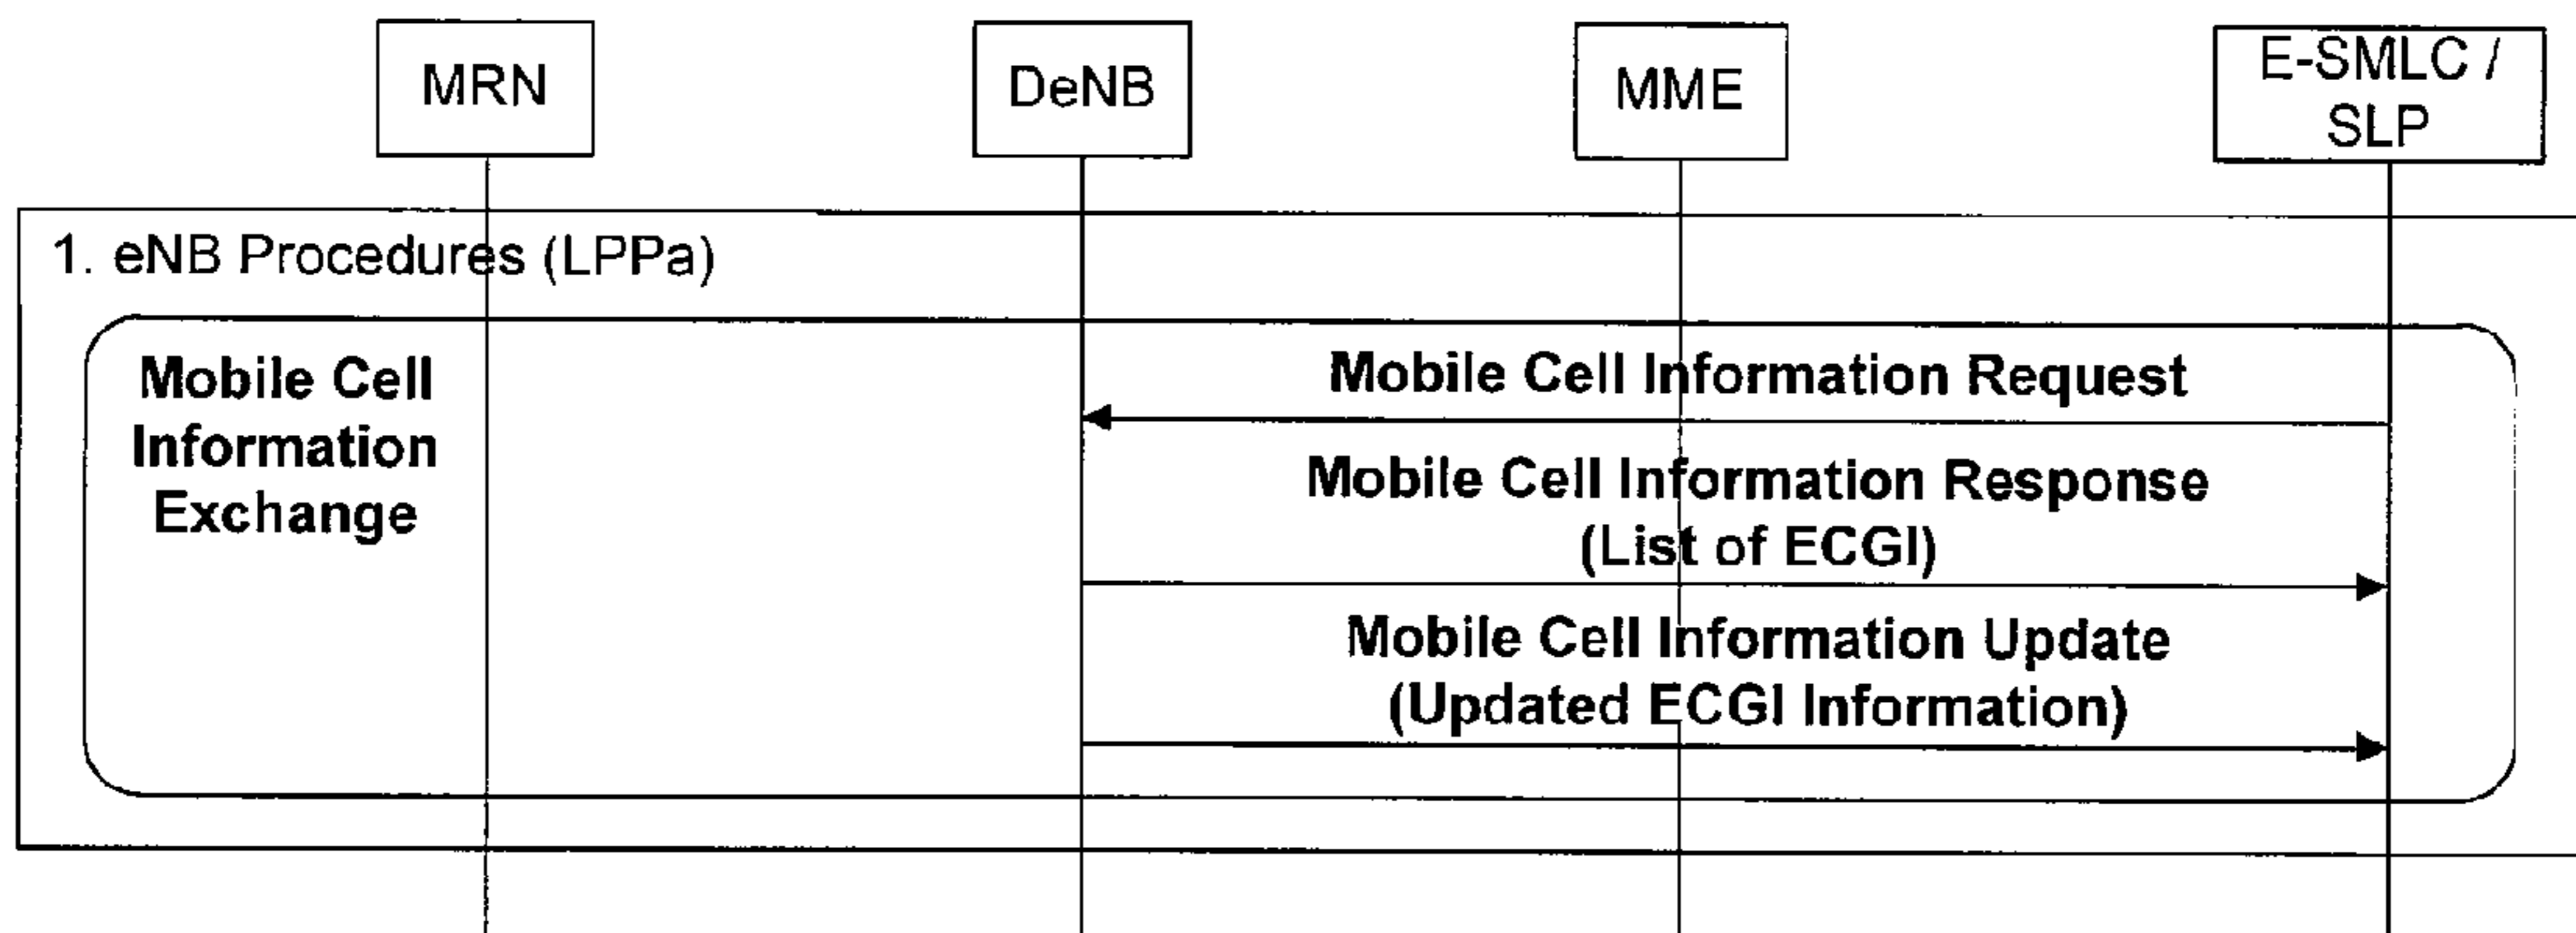 MRN
DeNB
MME
E-SMLC /
SLP
1. eNB Procedures (LPPa)
Mobile Cell
Information
Exchange
Mobile Cell Information Request
Mobile Cell Information Response
(List of ECGI)
Mobile Cell Information Update
(Updated ECGI Information)